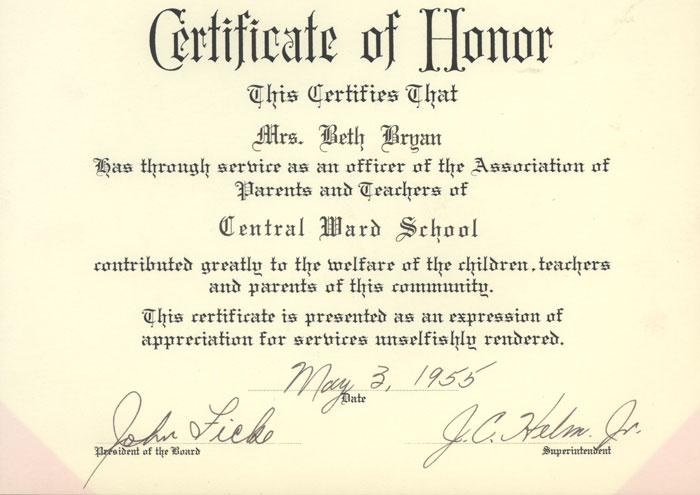 Certificate of Honor
This Certifies That
Mrs. Beth Bryan
Has through service as an officer of the Association of
Parents and Teachers of
Central Ward School
contributed greatly to the welfare of the children, teachers
and parents of this community.
This certificate is presented as an expression of
appreciation for services unselfishly rendered.
May 3, 1955
Date
John Ficke J.C. Helm. Jr.
President of the Board Superintendent